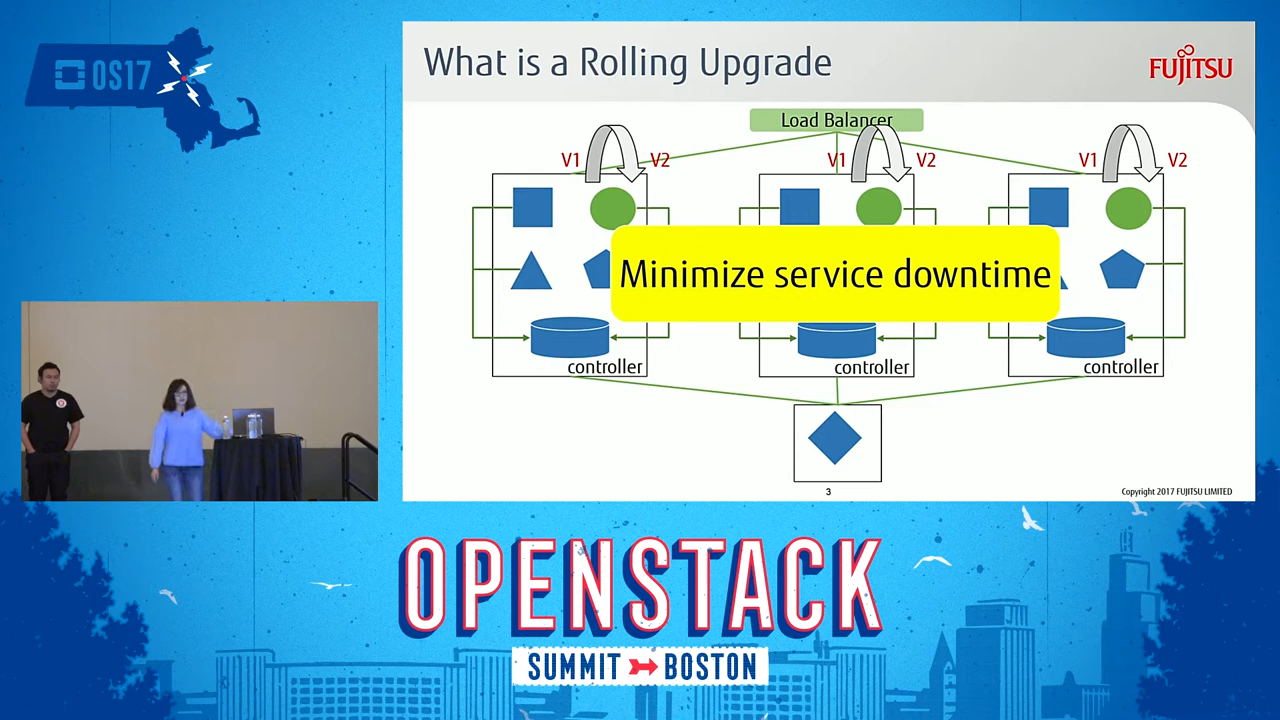 OS17
What is a Rolling Upgrade
FUJITSU
Load Balancer
V1 V2 V1 V2 V1 V2
Minimize service downtime
controller controller controller
3
Copyright 2017 FUJITSU LIMITED
OPENSTACK
SUMMIT BOSTON